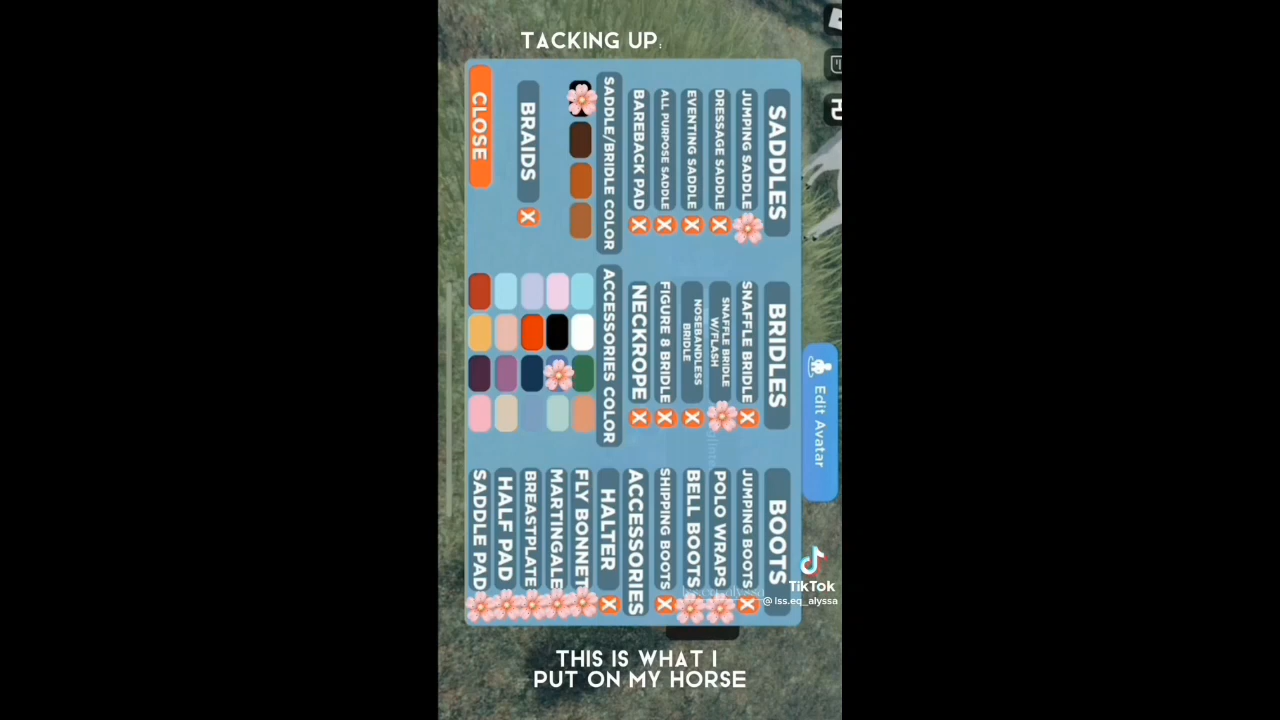 TACKING UP:
SADDLES
JUMPING SADDLE
X
DRESSAGE SADDLE
X
EVENTING SADDLE
X
ALL PURPOSE SADDLE
X
BAREBACK PAD
X
SADDLE/BRIDLE COLOR
BRAIDS
X
CLOSE
BRIDLES
SNAFFLE BRIDLE
X
SNAFFLE BRIDLE
W/FLASH
NOSEBANDLESS
BRIDLE
X
FIGURE 8 BRIDLE
X
NECKROPE
X
ACCESSORIES COLOR
BOOTS
JUMPING BOOTS
X
POLO WRAPS
BELL BOOTS
SHIPPING BOOTS
X
ACCESSORIES
HALTER
X
FLY BONNET
MARTINGALE
BREASTPLATE
HALF PAD
SADDLE PAD
Edit Avatar
TikTok
@lss.eq_alyssa
lss.eq_alyssa
THIS IS WHAT I
PUT ON MY HORSE